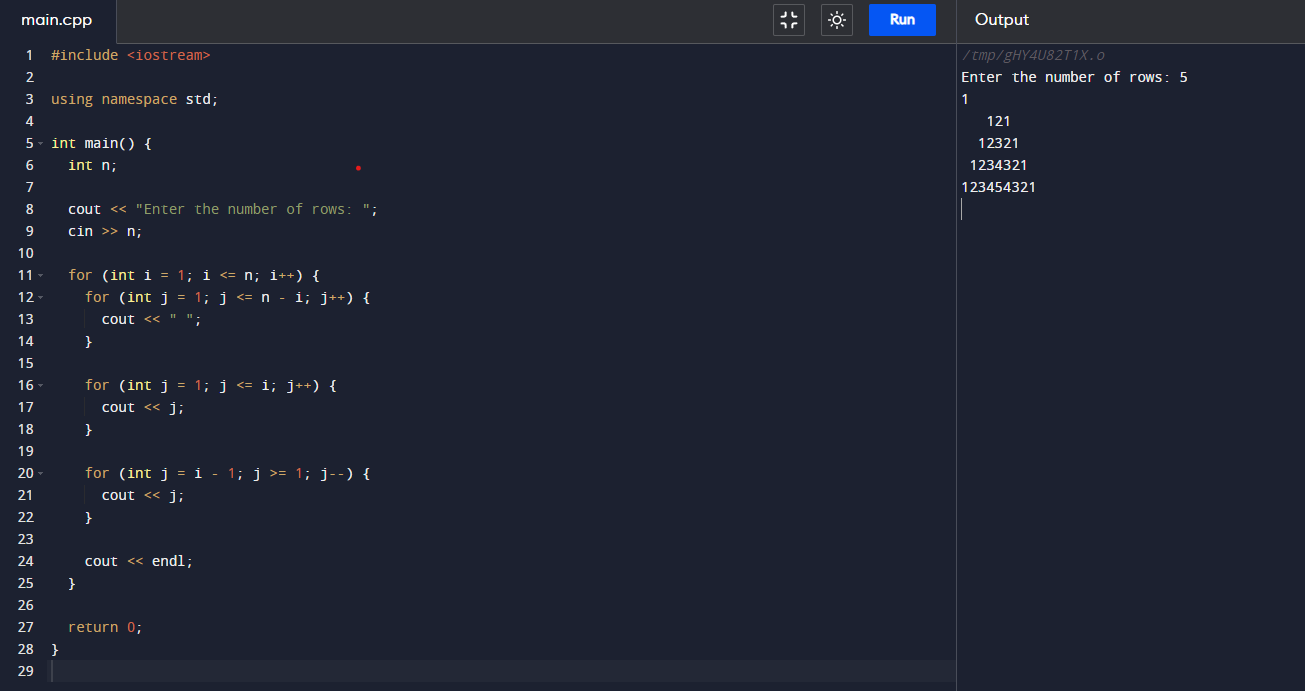 main.cpp
Run
Output
1 #include <iostream>
2
3 using namespace std;
4
5 int main() {
6   int n;
7
8   cout << "Enter the number of rows: ";
9   cin >> n;
10
11   for (int i = 1; i <= n; i++) {
12     for (int j = 1; j <= n - i; j++) {
13       cout << " ";
14     }
15
16     for (int j = 1; j <= i; j++) {
17       cout << j;
18     }
19
20     for (int j = i - 1; j >= 1; j--) {
21       cout << j;
22     }
23
24     cout << endl;
25   }
26
27   return 0;
28 }
29
/tmp/gHY4U82T1X.o
Enter the number of rows: 5
1
   121
  12321
 1234321
123454321